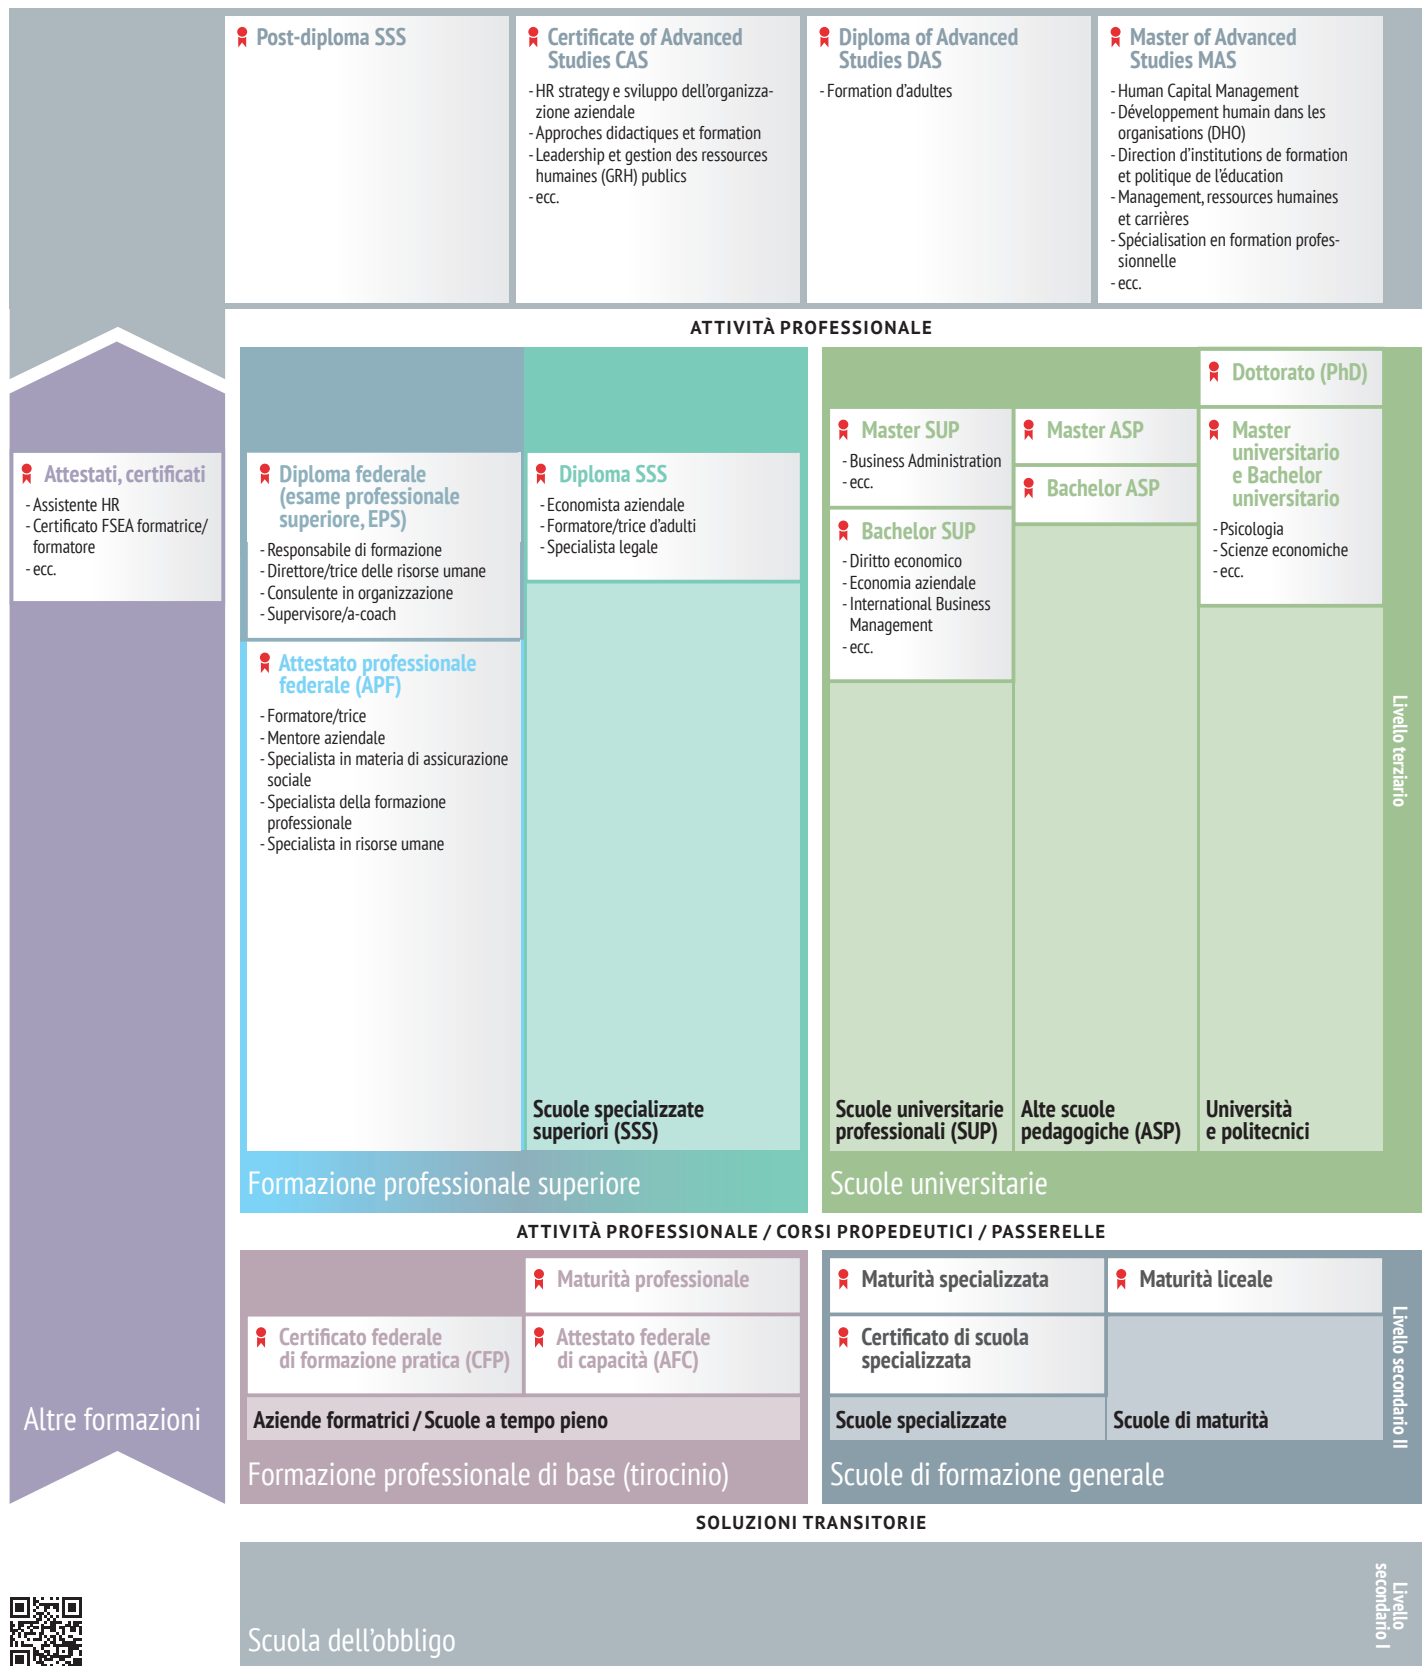 Post-diploma SSS
Certificate of Advanced
Studies CAS
- HR strategy e sviluppo dell'organizza-
zione aziendale
- Approches didactiques et formation
- Leadership et gestion des ressources
humaines (GRH) publics
- ecc.
Diploma of Advanced
Studies DAS
- Formation d'adultes
Master of Advanced
Studies MAS
- Human Capital Management
- Développement humain dans les
organisations (DHO)
- Direction d'institutions de formation
et politique de l'éducation
- Management, ressources humaines
et carrières
- Spécialisation en formation profes-
sionnelle
- ecc.
ATTIVITÀ PROFESSIONALE
Attestati, certificati
- Assistente HR
- Certificato FSEA formatrice/
formatore
- ecc.
Altre formazioni
Diploma federale
(esame professionale
superiore, EPS)
- Responsabile di formazione
- Direttore/trice delle risorse umane
- Consulente in organizzazione
- Supervisore/a-coach
Attestato professionale
federale (APF)
- Formatore/trice
- Mentore aziendale
- Specialista in materia di assicurazione
sociale
- Specialista della formazione
professionale
- Specialista in risorse umane
Diploma SSS
- Economista aziendale
- Formatore/trice d'adulti
- Specialista legale
Scuole specializzate
superiori (SSS)
Formazione professionale superiore
Master SUP
- Business Administration
- ecc.
Bachelor SUP
- Diritto economico
- Economia aziendale
- International Business
Management
- ecc.
Scuole universitarie
professionali (SUP)
Master ASP
Bachelor ASP
Alte scuole
pedagogiche (ASP)
Dottorato (PhD)
Master
universitario
e Bachelor
universitario
- Psicologia
- Scienze economiche
- ecc.
Università
e politecnici
Scuole universitarie
Livello terziario
ATTIVITÀ PROFESSIONALE / CORSI PROPEDEUTICI / PASSERELLE
Maturità professionale
Certificato federale
di formazione pratica (CFP)
Attestato federale
di capacità (AFC)
Aziende formatrici / Scuole a tempo pieno
Formazione professionale di base (tirocinio)
Maturità specializzata
Certificato di scuola
specializzata
Scuole specializzate
Maturità liceale
Scuole di maturità
Scuole di formazione generale
Livello secondario II
SOLUZIONI TRANSITORIE
Scuola dell'obbligo
Livello
secondario I